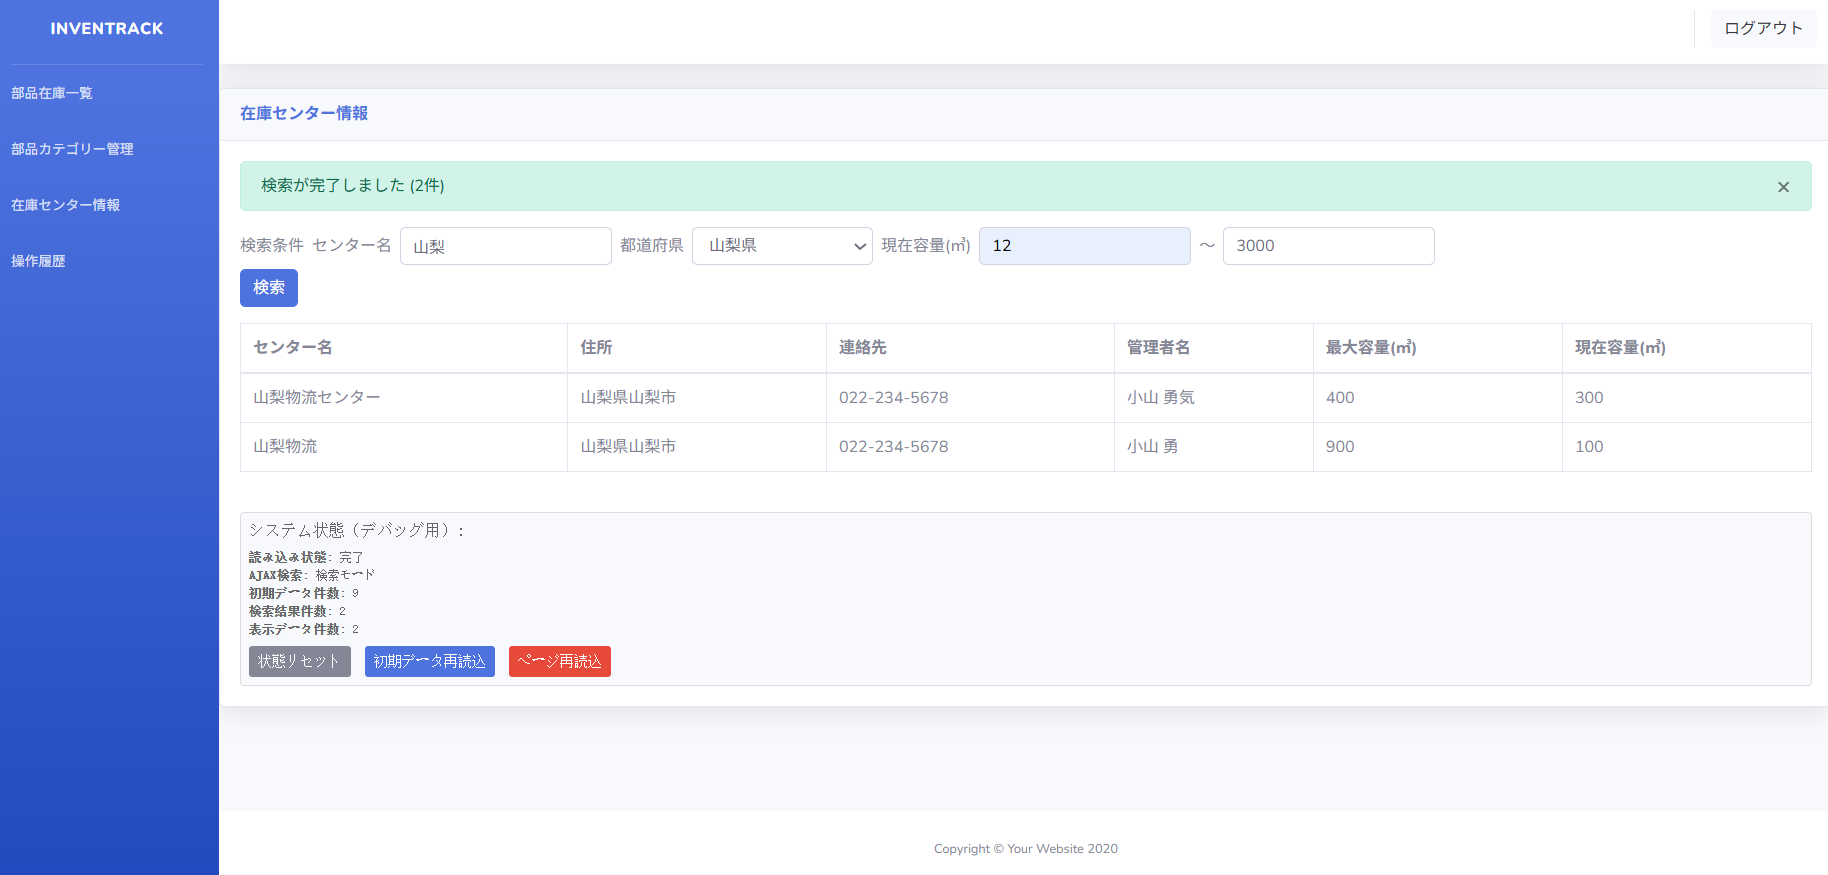 INVENTRACK
ログアウト
部品在庫一覧
部品カテゴリー管理
在庫センター情報
操作履歴
在庫センター情報
検索が完了しました (2件) ×
検索条件 センター名 山梨 都道府県 山梨県 現在容量(㎥) 12 ～ 3000
検索
センター名 住所 連絡先 管理者名 最大容量(㎥) 現在容量(㎥)
山梨物流センター 山梨県山梨市 022-234-5678 小山 勇気 400 300
山梨物流 山梨県山梨市 022-234-5678 小山 勇 900 100
システム状態（デバッグ用）:
読み込み状態: 完了
AJAX検索: 検索モード
初期データ件数: 9
検索結果件数: 2
表示データ件数: 2
状態リセット 初期データ再読込 ページ再読込
Copyright © Your Website 2020